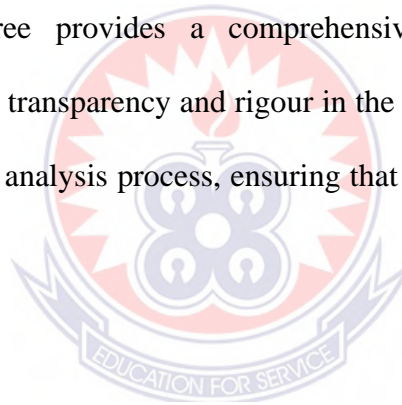 ree provides a comprehensiv
transparency and rigour in the
analysis process, ensuring that
EDUCATION FOR SERVICE